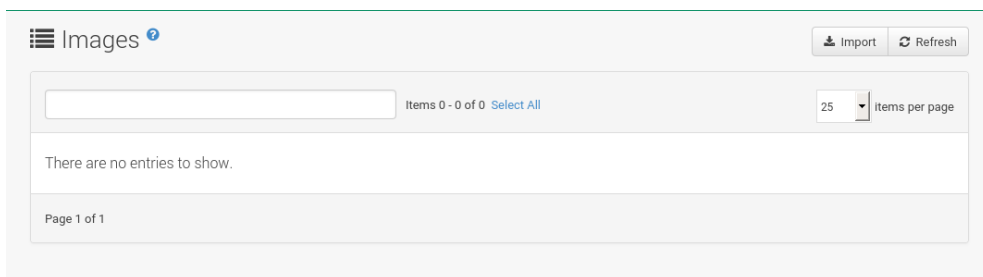 Images ?
Import Refresh
Items 0 - 0 of 0 Select All 25 items per page
There are no entries to show.
Page 1 of 1